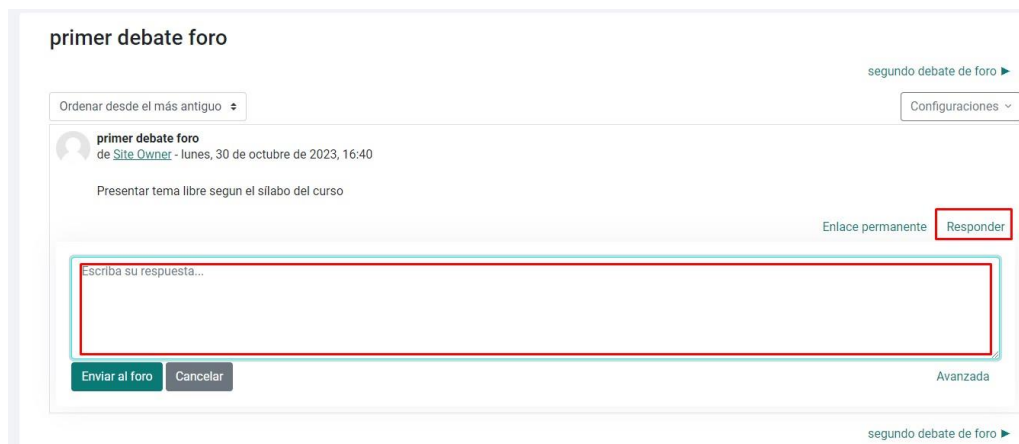 primer debate foro
segundo debate de foro ►
Ordenar desde el más antiguo
Configuraciones
primer debate foro
de Site Owner - lunes, 30 de octubre de 2023, 16:40
Presentar tema libre segun el sílabo del curso
Enlace permanente Responder
Escriba su respuesta...
Enviar al foro Cancelar Avanzada
segundo debate de foro ►